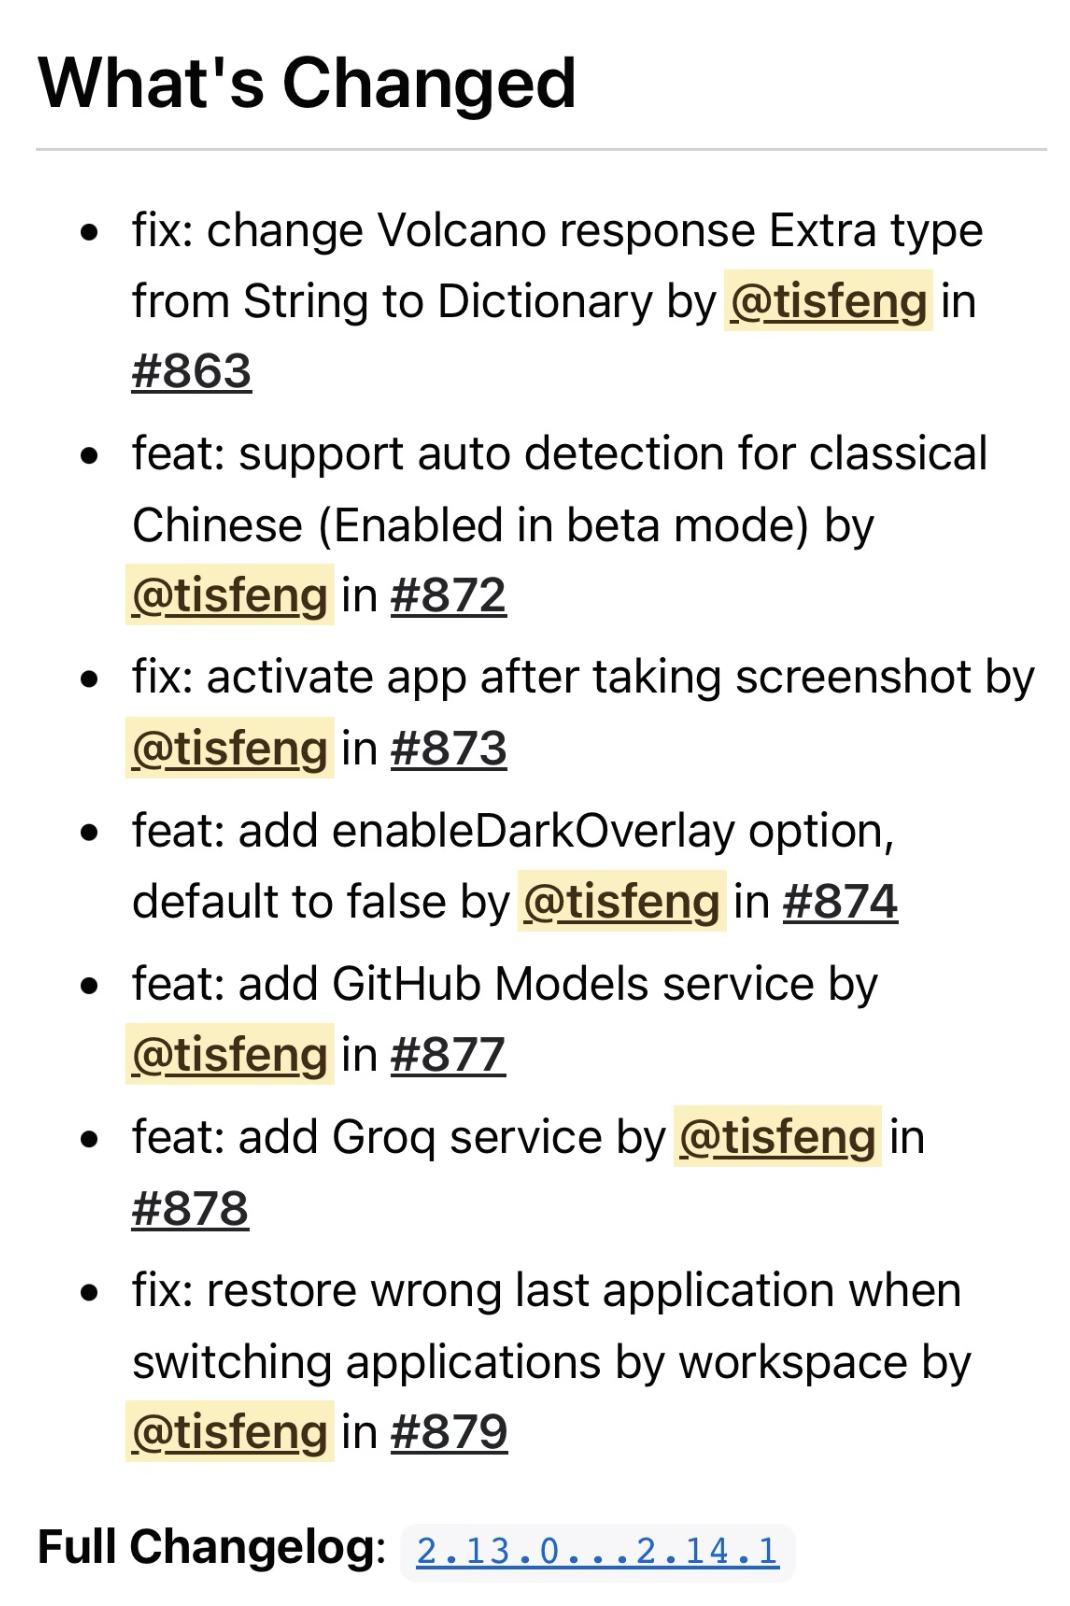 What's Changed
• fix: change Volcano response Extra type
from String to Dictionary by @tisfeng in
#863
• feat: support auto detection for classical
Chinese (Enabled in beta mode) by
@tisfeng in #872
• fix: activate app after taking screenshot by
@tisfeng in #873
• feat: add enableDarkOverlay option,
default to false by @tisfeng in #874
• feat: add GitHub Models service by
@tisfeng in #877
• feat: add Groq service by @tisfeng in
#878
• fix: restore wrong last application when
switching applications by workspace by
@tisfeng in #879
Full Changelog: 2.13.0...2.14.1